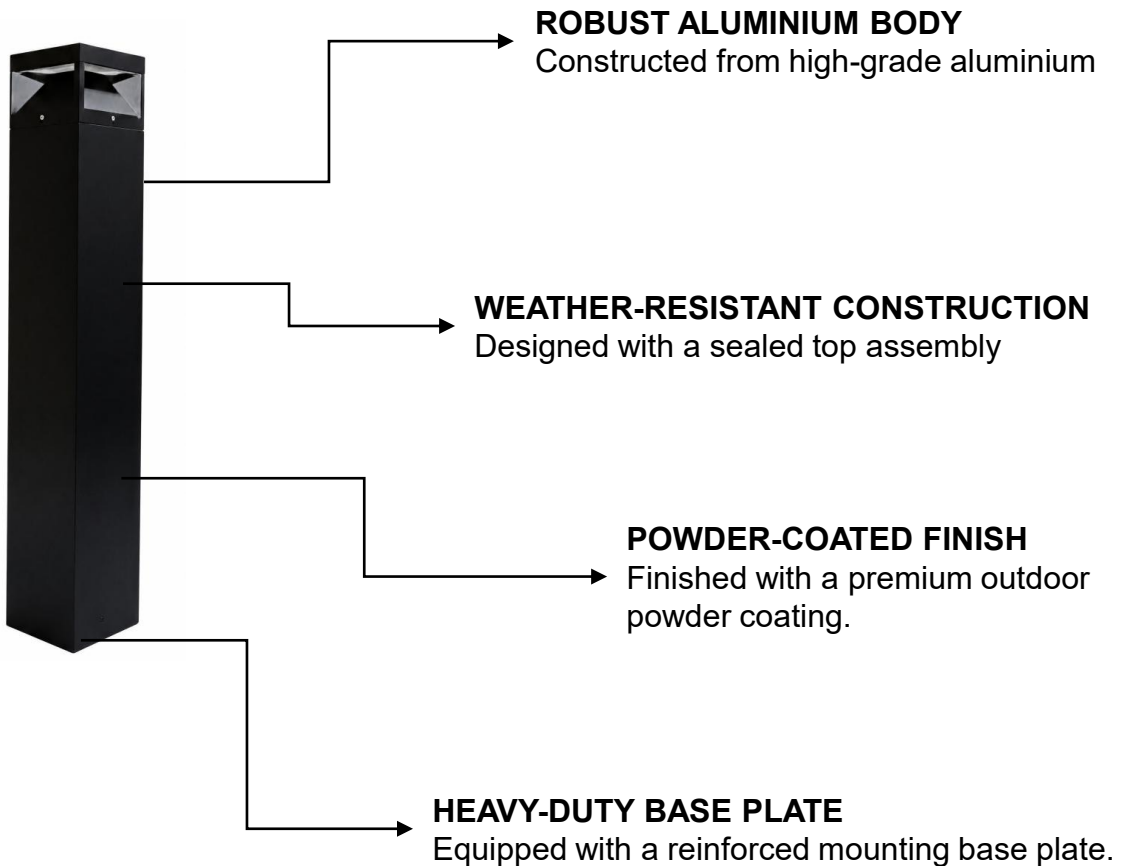 ROBUST ALUMINIUM BODY
Constructed from high-grade aluminium
WEATHER-RESISTANT CONSTRUCTION
Designed with a sealed top assembly
POWDER-COATED FINISH
Finished with a premium outdoor
powder coating.
HEAVY-DUTY BASE PLATE
Equipped with a reinforced mounting base plate.